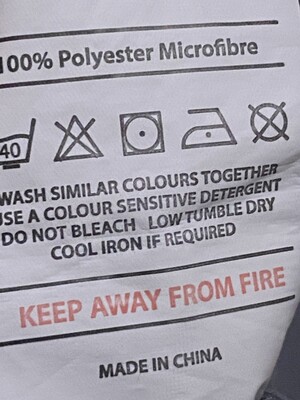 100% Polyester Microfibre
40
WASH SIMILAR COLOURS TOGETHER
USE A COLOUR SENSITIVE DETERGENT
DO NOT BLEACH LOW TUMBLE DRY
COOL IRON IF REQUIRED
KEEP AWAY FROM FIRE
MADE IN CHINA